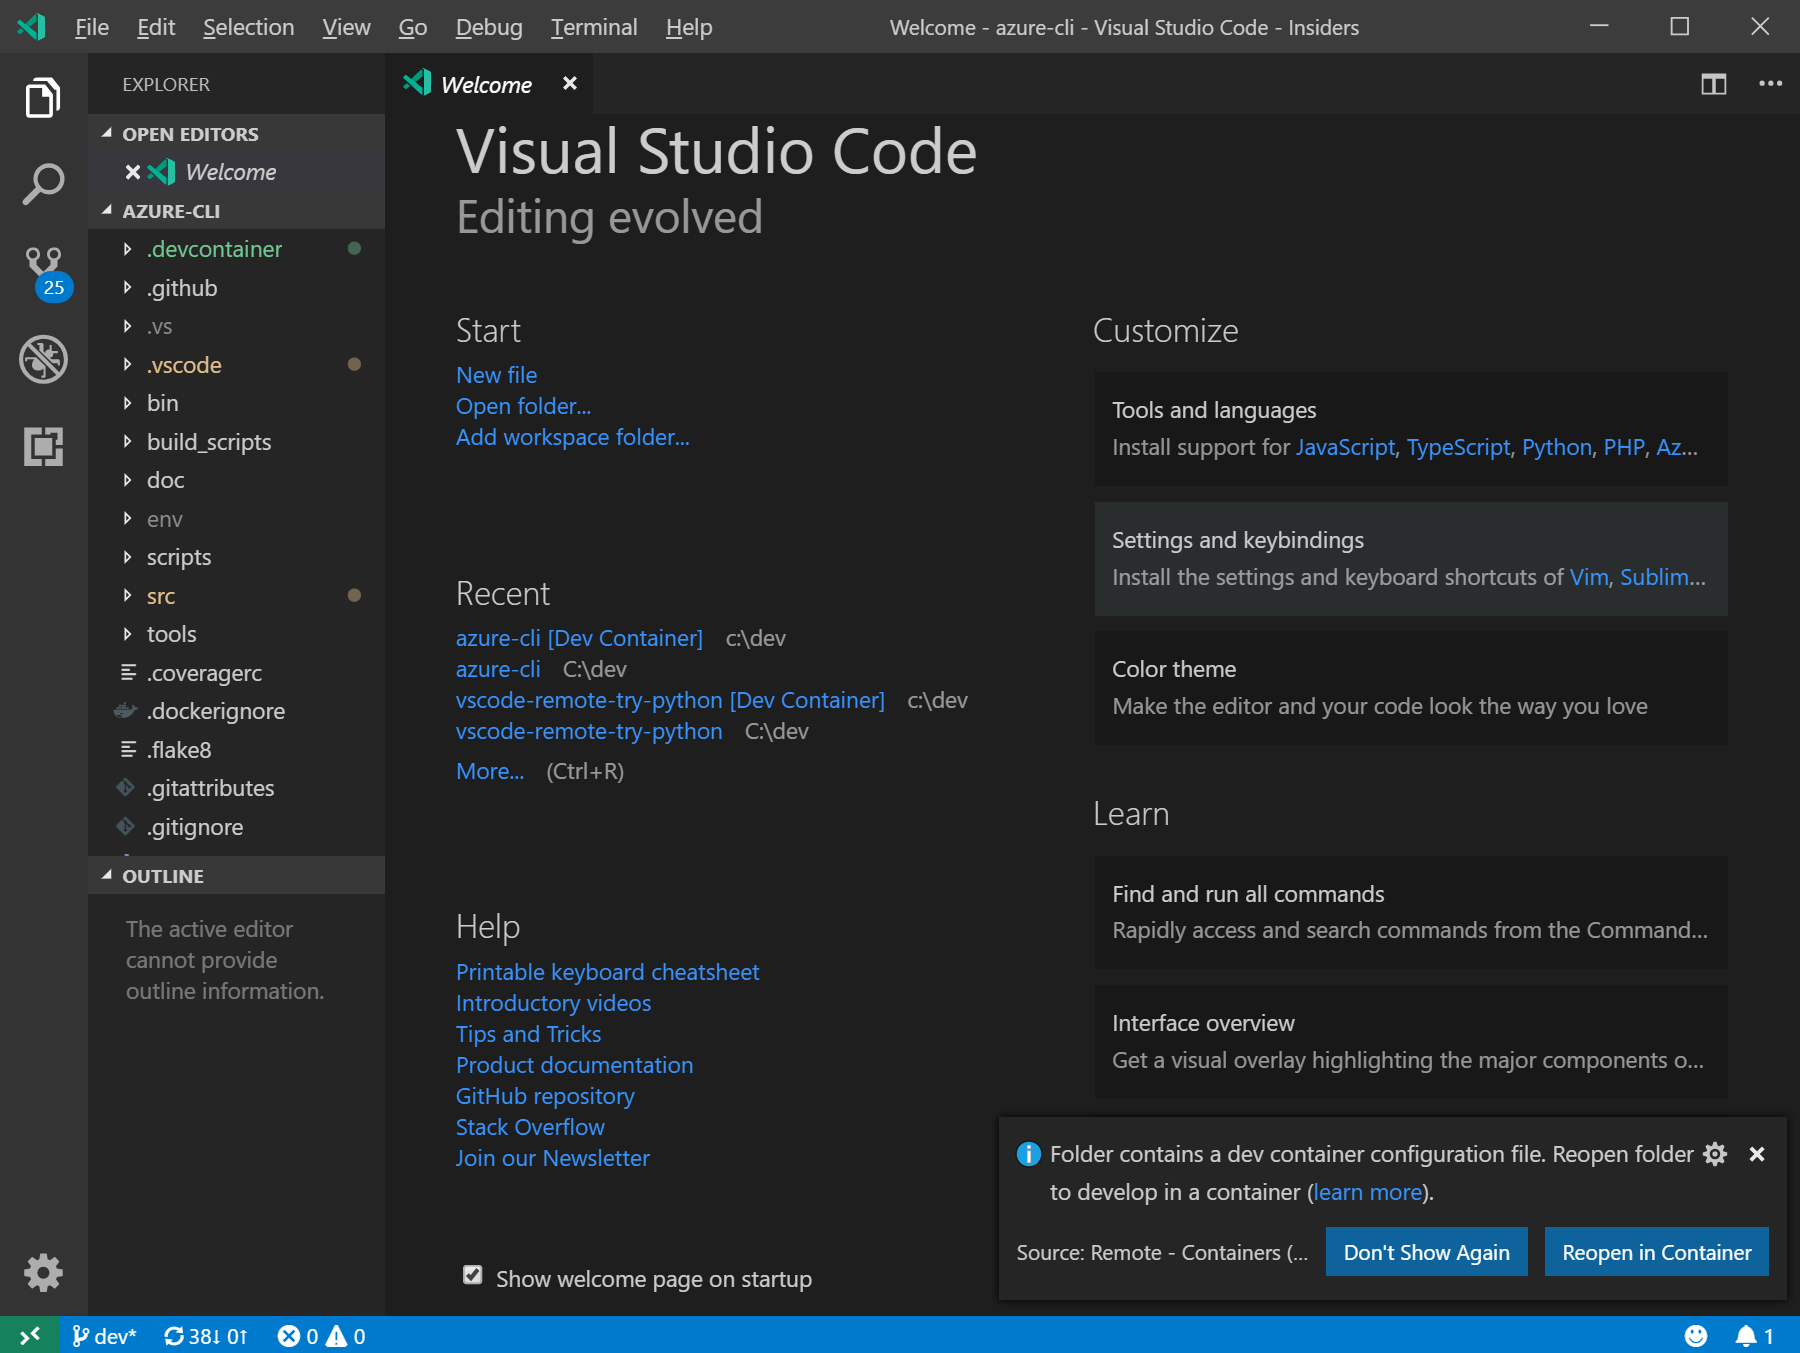 File Edit Selection View Go Debug Terminal Help Welcome - azure-cli - Visual Studio Code - Insiders
EXPLORER
OPEN EDITORS
Welcome
AZURE-CLI
.devcontainer
.github
.vs
.vscode
bin
build_scripts
doc
env
scripts
src
tools
.coveragerc
.dockerignore
.flake8
.gitattributes
.gitignore
OUTLINE
The active editor
cannot provide
outline information.
25
Welcome
Visual Studio Code
Editing evolved
Start
New file
Open folder...
Add workspace folder...
Recent
azure-cli [Dev Container] c:\dev
azure-cli C:\dev
vscode-remote-try-python [Dev Container] c:\dev
vscode-remote-try-python C:\dev
More... (Ctrl+R)
Help
Printable keyboard cheatsheet
Introductory videos
Tips and Tricks
Product documentation
GitHub repository
Stack Overflow
Join our Newsletter
Show welcome page on startup
Customize
Tools and languages
Install support for JavaScript, TypeScript, Python, PHP, Az...
Settings and keybindings
Install the settings and keyboard shortcuts of Vim, Sublim...
Color theme
Make the editor and your code look the way you love
Learn
Find and run all commands
Rapidly access and search commands from the Command...
Interface overview
Get a visual overlay highlighting the major components o...
Folder contains a dev container configuration file. Reopen folder
to develop in a container (learn more).
Source: Remote - Containers (... Don't Show Again Reopen in Container
dev* 38↓ 0↑ 0 0 1